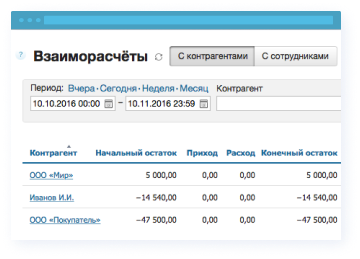 ? Взаиморасчёты С контрагентами С сотрудниками
Период: Вчера · Сегодня · Неделя · Месяц Контрагент
10.10.2016 00:00 – 10.11.2016 23:59
Контрагент Начальный остаток Приход Расход Конечный остаток
ООО «Мир» 5 000,00 0,00 0,00 5 000,00
Иванов И.И. −14 540,00 0,00 0,00 −14 540,00
ООО «Покупатель» −47 500,00 0,00 0,00 −47 500,00